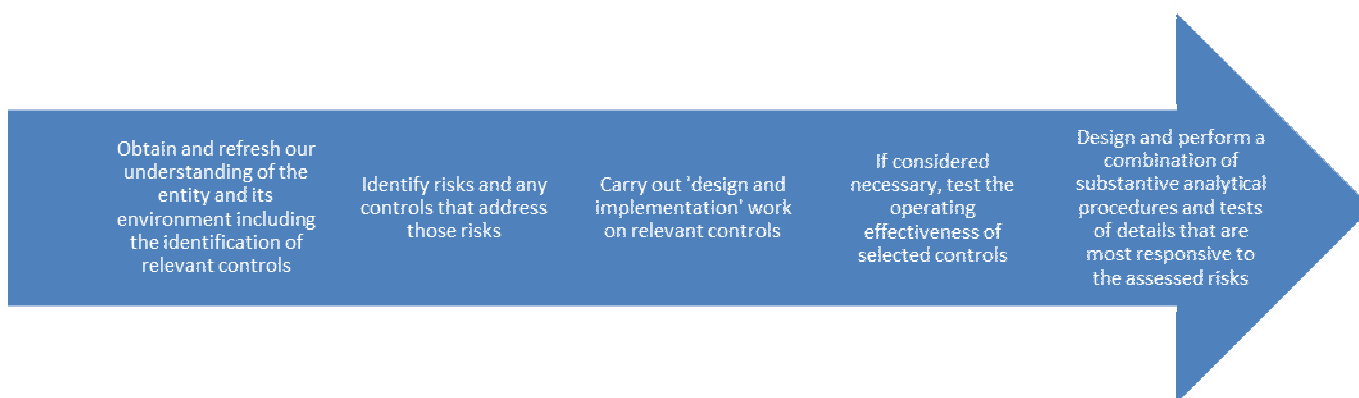 Obtain and refresh our
understanding of the
entity and its
environment including
the identification of
relevant controls
Identify risks and any
controls that address
those risks
Carry out 'design and
implementation' work
on relevant controls
If considered
necessary, test the
operating
effectiveness of
selected controls
Design and perform a
combination of
substantive analytical
procedures and tests
of details that are
most responsive to
the assessed risks